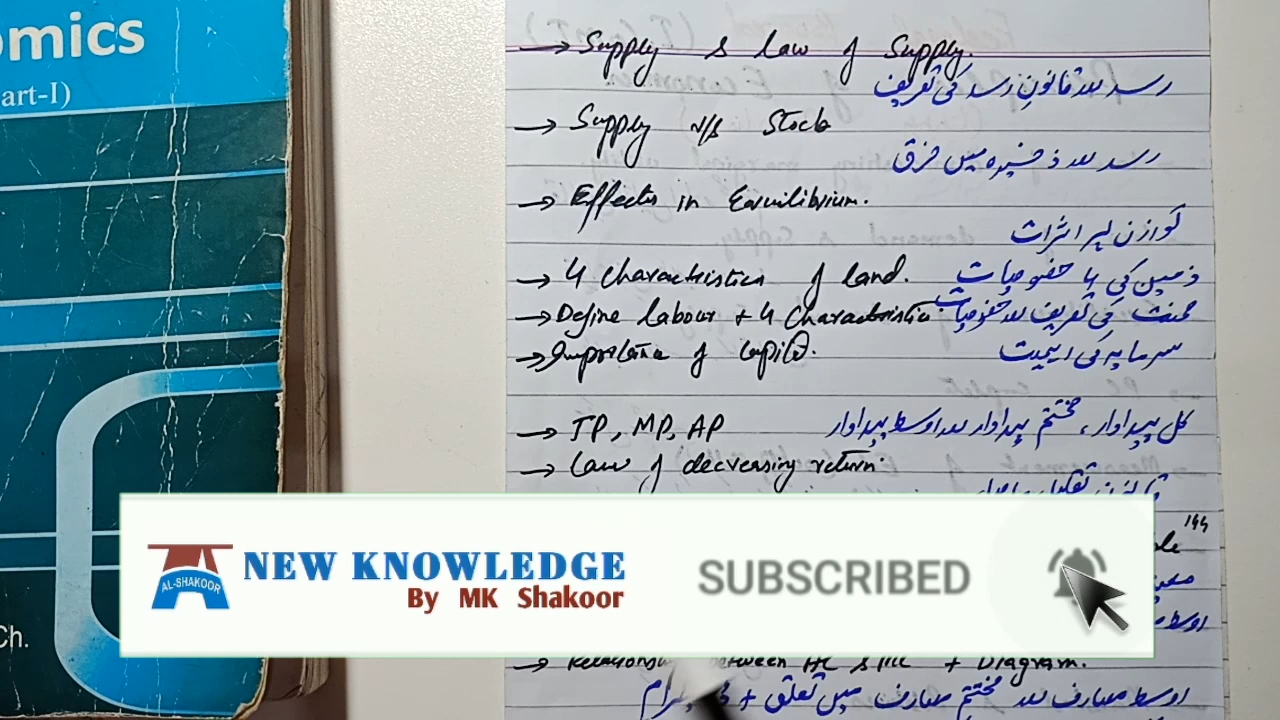 omics
art-I)
Ch.
→ Supply & Law of Supply.
رسد اور قانونِ رسد کی تعریف
→ Supply v/s Stock
رسد اور ذخیرہ میں فرق
→ Effects in Equilibrium.
توازن پر اثرات
→ 4 Characteristics of land. زمین کی 4 خصوصیات
→ Define Labour + 4 Characteristics محنت کی تعریف اور خصوصیات
→ Importance of Capital. سرمایہ کی اہمیت
→ TP, MP, AP کل پیداوار، مختتم پیداوار اور اوسط پیداوار
→ Law of decreasing return
قانون تقلیل
144
AL-SHAKOOR
NEW KNOWLEDGE
By MK Shakoor
SUBSCRIBED
اوسط
→ between AC & MC + Diagram.
اوسط مصارف اور مختتم مصارف میں تعلق +